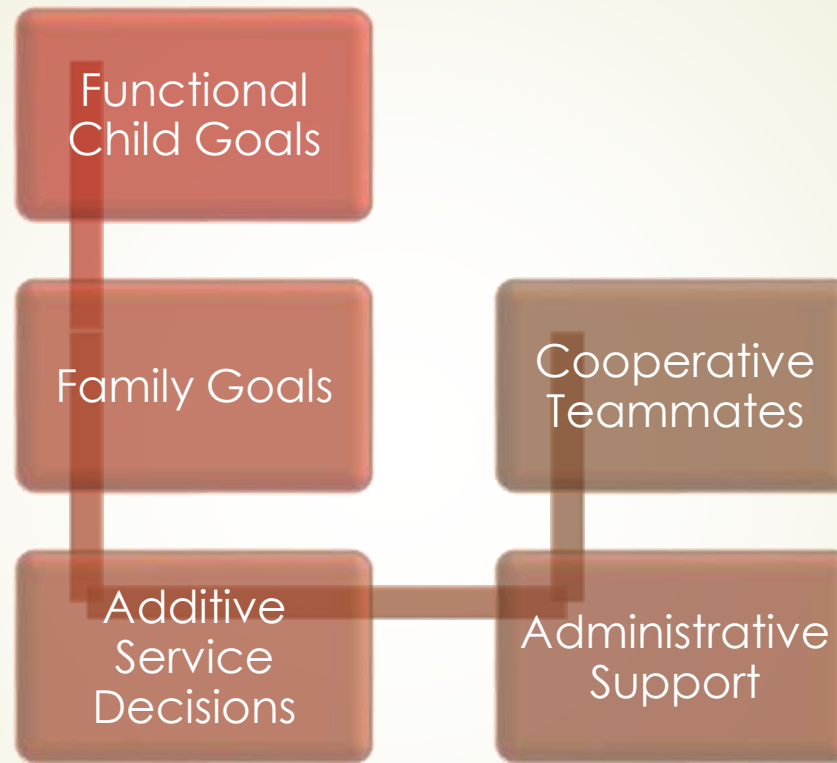 Functional
Child Goals
Family Goals
Additive
Service
Decisions
Administrative
Support
Cooperative
Teammates